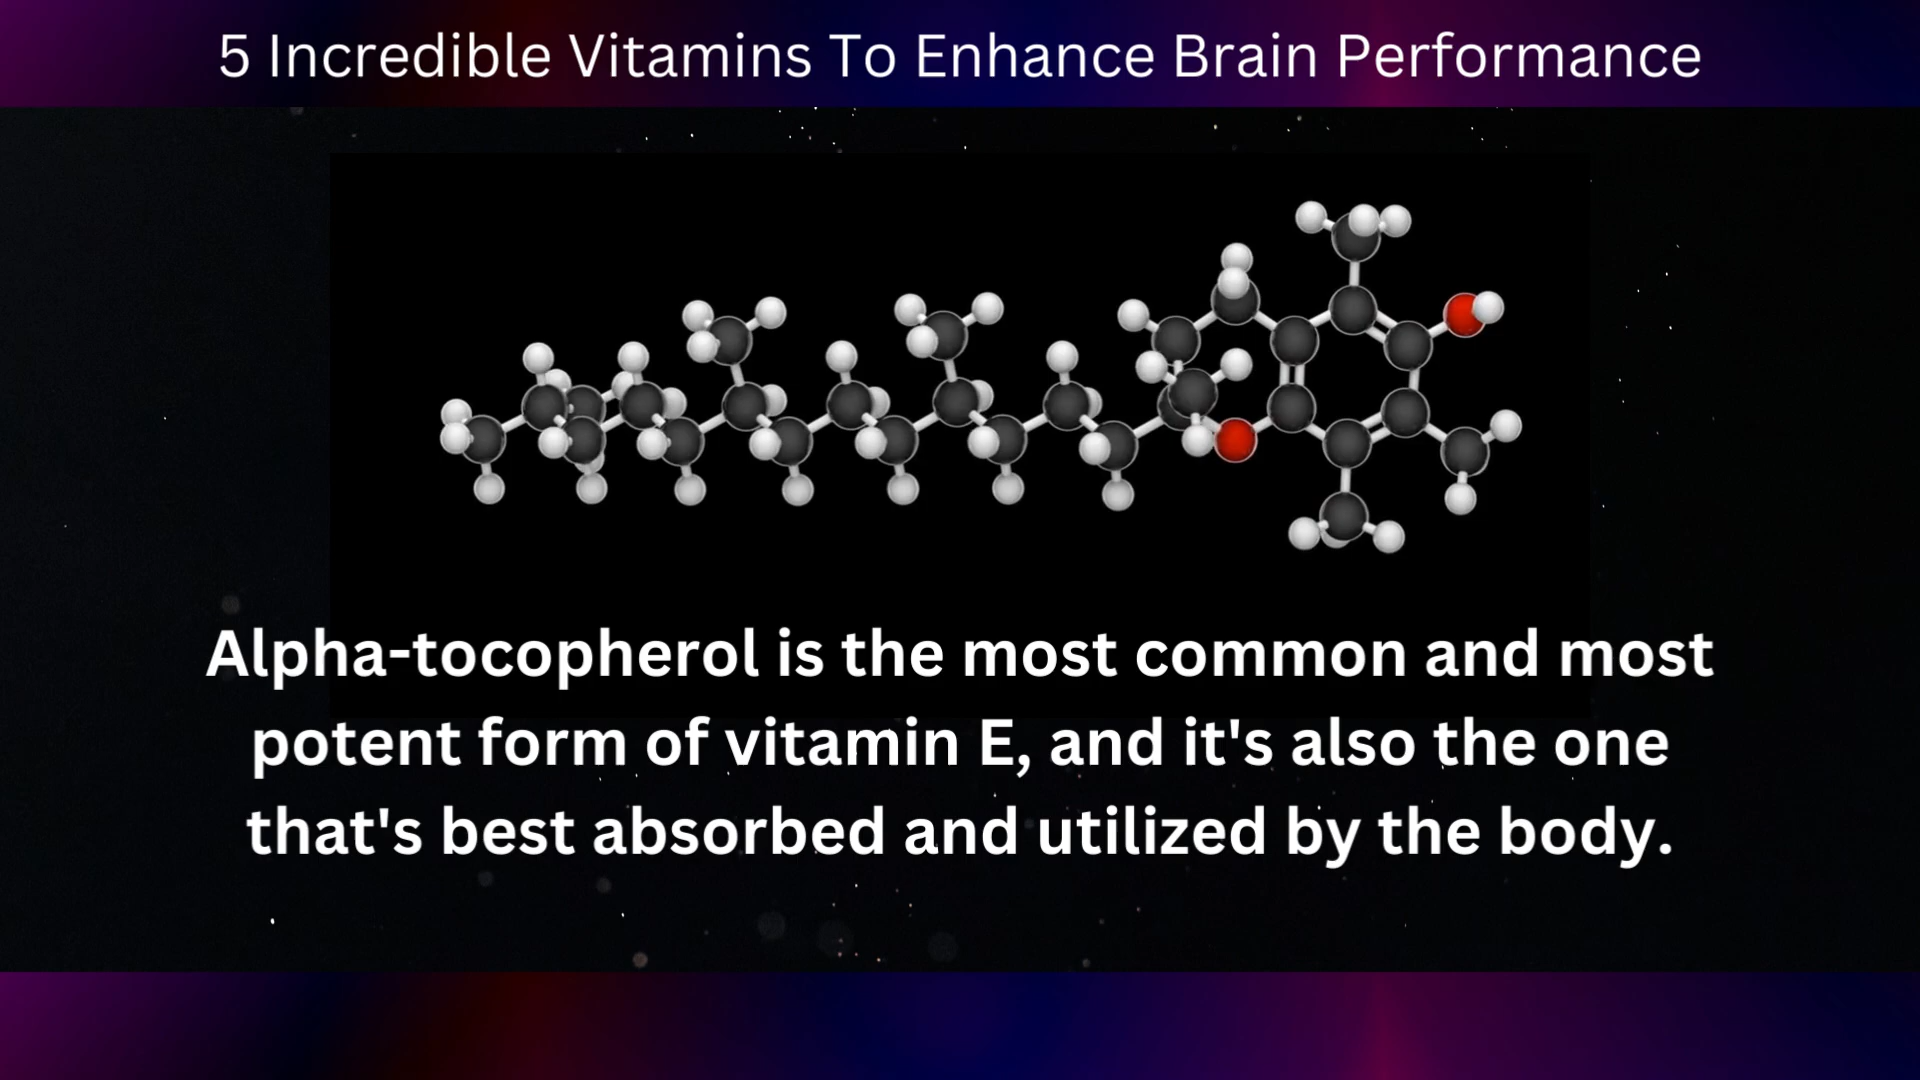 5 Incredible Vitamins To Enhance Brain Performance
Alpha-tocopherol is the most common and most
potent form of vitamin E, and it's also the one
that's best absorbed and utilized by the body.